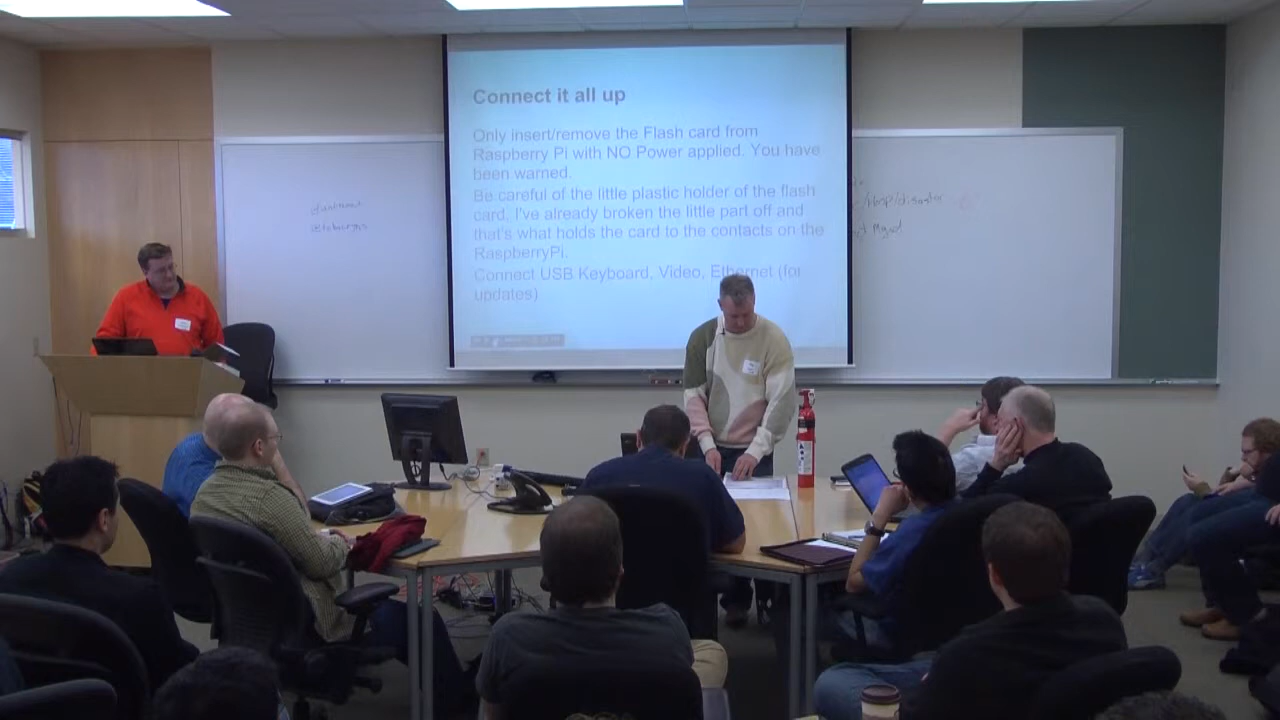 Connect it all up
Only insert/remove the Flash card from
Raspberry Pi with NO Power applied. You have
been warned.
Be careful of the little plastic holder of the flash
card, I've already broken the little part off and
that's what holds the card to the contacts on the
RaspberryPi.
Connect USB Keyboard, Video, Ethernet (for
updates)